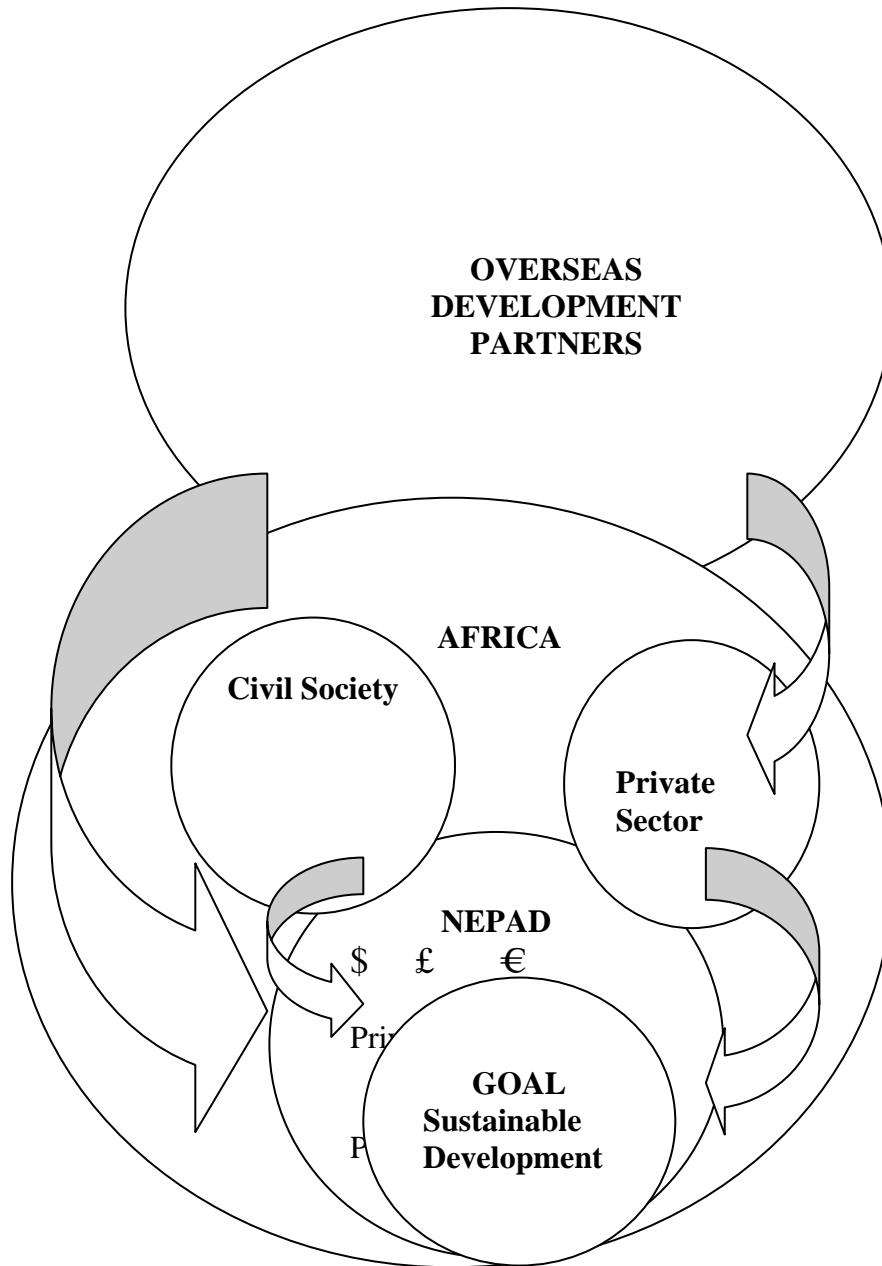 OVERSEAS
DEVELOPMENT
PARTNERS
AFRICA
Civil Society
Private
Sector
NEPAD
$ £ €
GOAL
Sustainable
Development